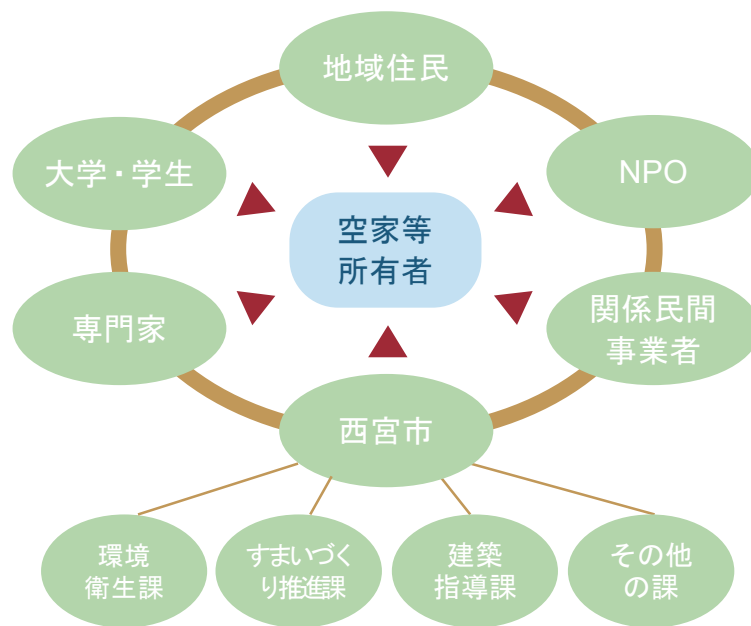 地域住民
大学・学生
NPO
空家等
所有者
専門家
関係民間
事業者
西宮市
環境
衛生課
すまいづく
り推進課
建築
指導課
その他
の課